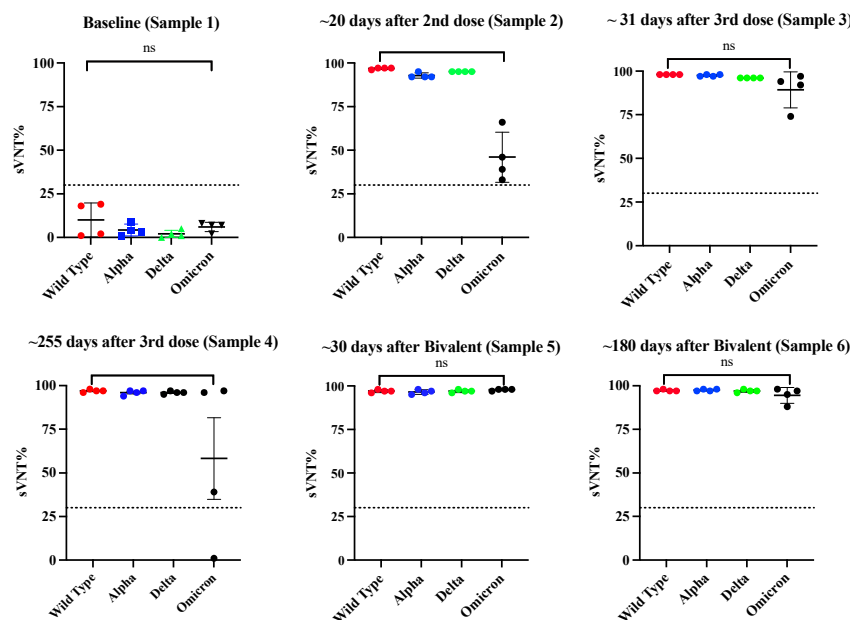 Baseline (Sample 1)
ns
100
75
50
25
0
sVNT%
Wild Type
Alpha
Delta
Omicron
~20 days after 2nd dose (Sample 2)
100
75
50
25
0
sVNT%
Wild Type
Alpha
Delta
Omicron
~ 31 days after 3rd dose (Sample 3)
ns
100
75
50
25
0
sVNT%
Wild Type
Alpha
Delta
Omicron
~255 days after 3rd dose (Sample 4)
100
75
50
25
0
sVNT%
Wild Type
Alpha
Delta
Omicron
~30 days after Bivalent (Sample 5)
ns
100
75
50
25
0
sVNT%
Wild Type
Alpha
Delta
Omicron
~180 days after Bivalent (Sample 6)
ns
100
75
50
25
0
sVNT%
Wild Type
Alpha
Delta
Omicron